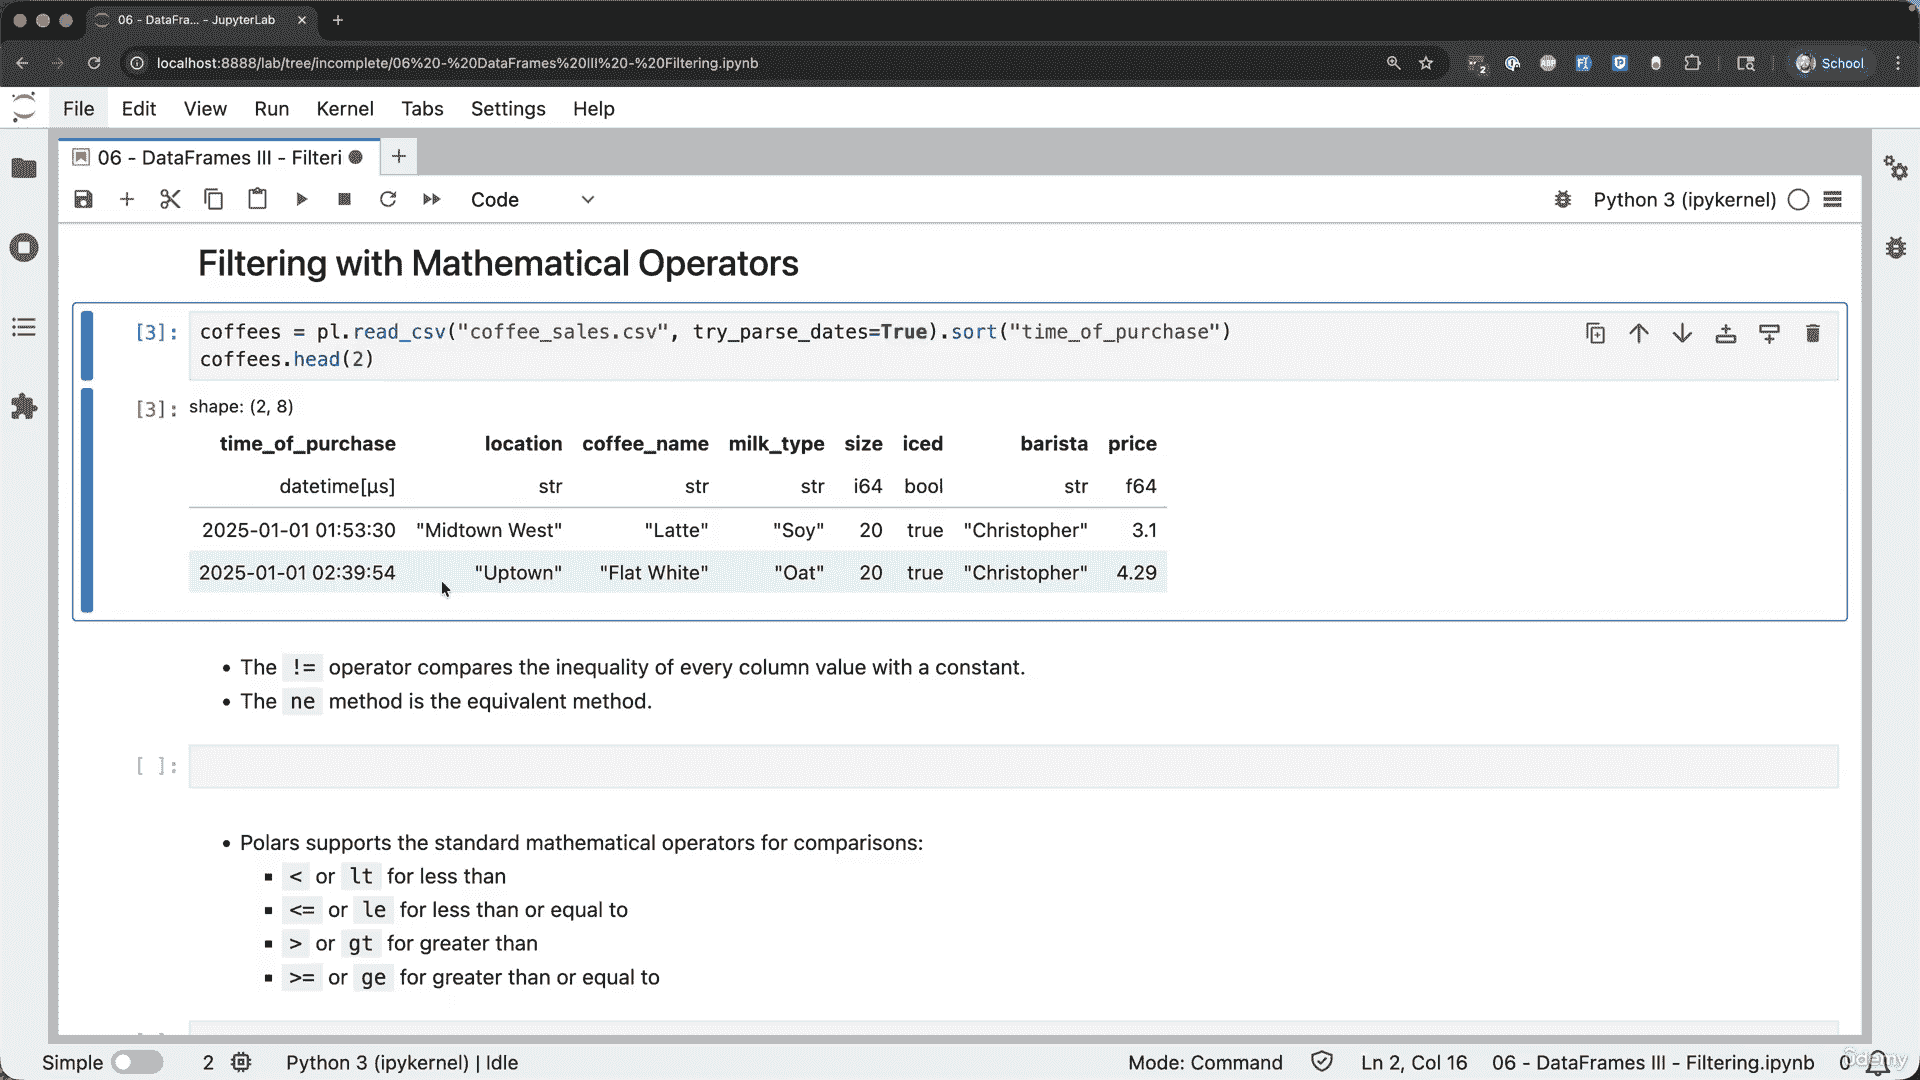 06 - DataFra... - JupyterLab
localhost:8888/lab/tree/incomplete/06%20-%20DataFrames%20III%20-%20Filtering.ipynb
2
ABP
School
File Edit View Run Kernel Tabs Settings Help
06 - DataFrames III - Filteri
Code
Python 3 (ipykernel)
Filtering with Mathematical Operators
[3]: coffees = pl.read_csv("coffee_sales.csv", try_parse_dates=True).sort("time_of_purchase")
coffees.head(2)
[3]: shape: (2, 8)
time_of_purchase location coffee_name milk_type size iced barista price
datetime[μs] str str str i64 bool str f64
2025-01-01 01:53:30 "Midtown West" "Latte" "Soy" 20 true "Christopher" 3.1
2025-01-01 02:39:54 "Uptown" "Flat White" "Oat" 20 true "Christopher" 4.29
• The != operator compares the inequality of every column value with a constant.
• The ne method is the equivalent method.
[ ]:
• Polars supports the standard mathematical operators for comparisons:
▪ < or lt for less than
▪ <= or le for less than or equal to
▪ > or gt for greater than
▪ >= or ge for greater than or equal to
Simple 2 Python 3 (ipykernel) | Idle Mode: Command Ln 2, Col 16 06 - DataFrames III - Filtering.ipynb 0
udemy